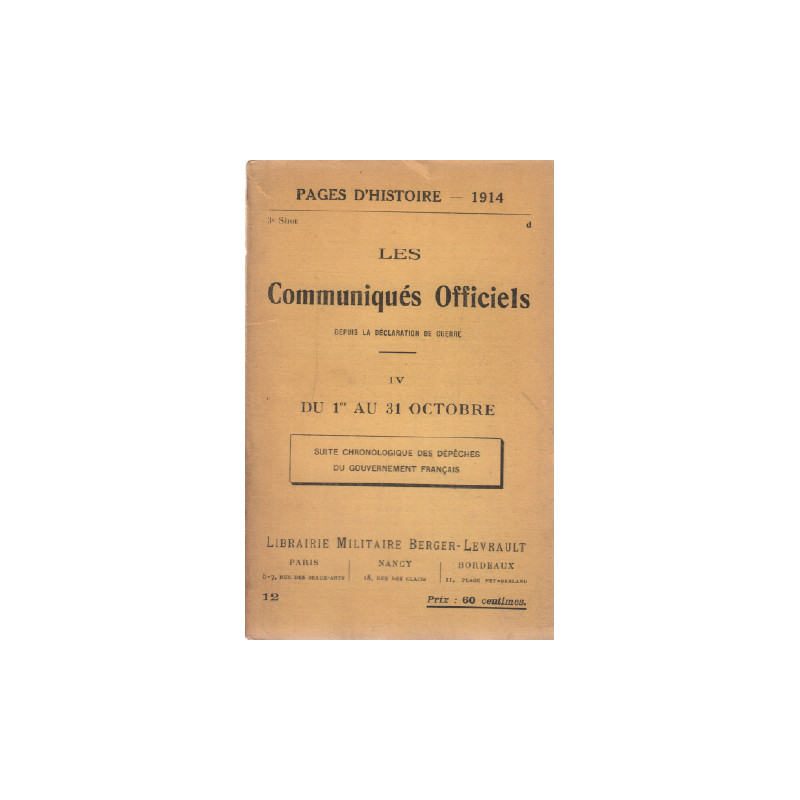 PAGES D'HISTOIRE — 1914
3e Série d
LES
Communiqués Officiels
DEPUIS LA DÉCLARATION DE GUERRE
IV
DU 1er AU 31 OCTOBRE
SUITE CHRONOLOGIQUE DES DÉPÊCHES
DU GOUVERNEMENT FRANÇAIS
LIBRAIRIE MILITAIRE BERGER-LEVRAULT
PARIS NANCY BORDEAUX
5-7, RUE DES BEAUX-ARTS 18, RUE DES GLACIS 11, PLACE PEY-BERLAND
12 Prix : 60 centimes.